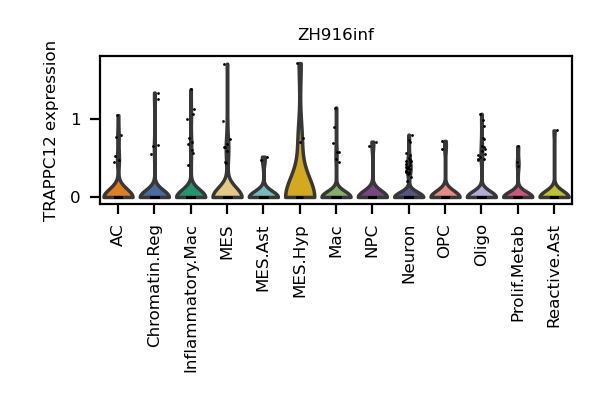 ZH916inf
TRAPPC12 expression
1
0
AC
Chromatin.Reg
Inflammatory.Mac
MES
MES.Ast
MES.Hyp
Mac
NPC
Neuron
OPC
Oligo
Prolif.Metab
Reactive.Ast